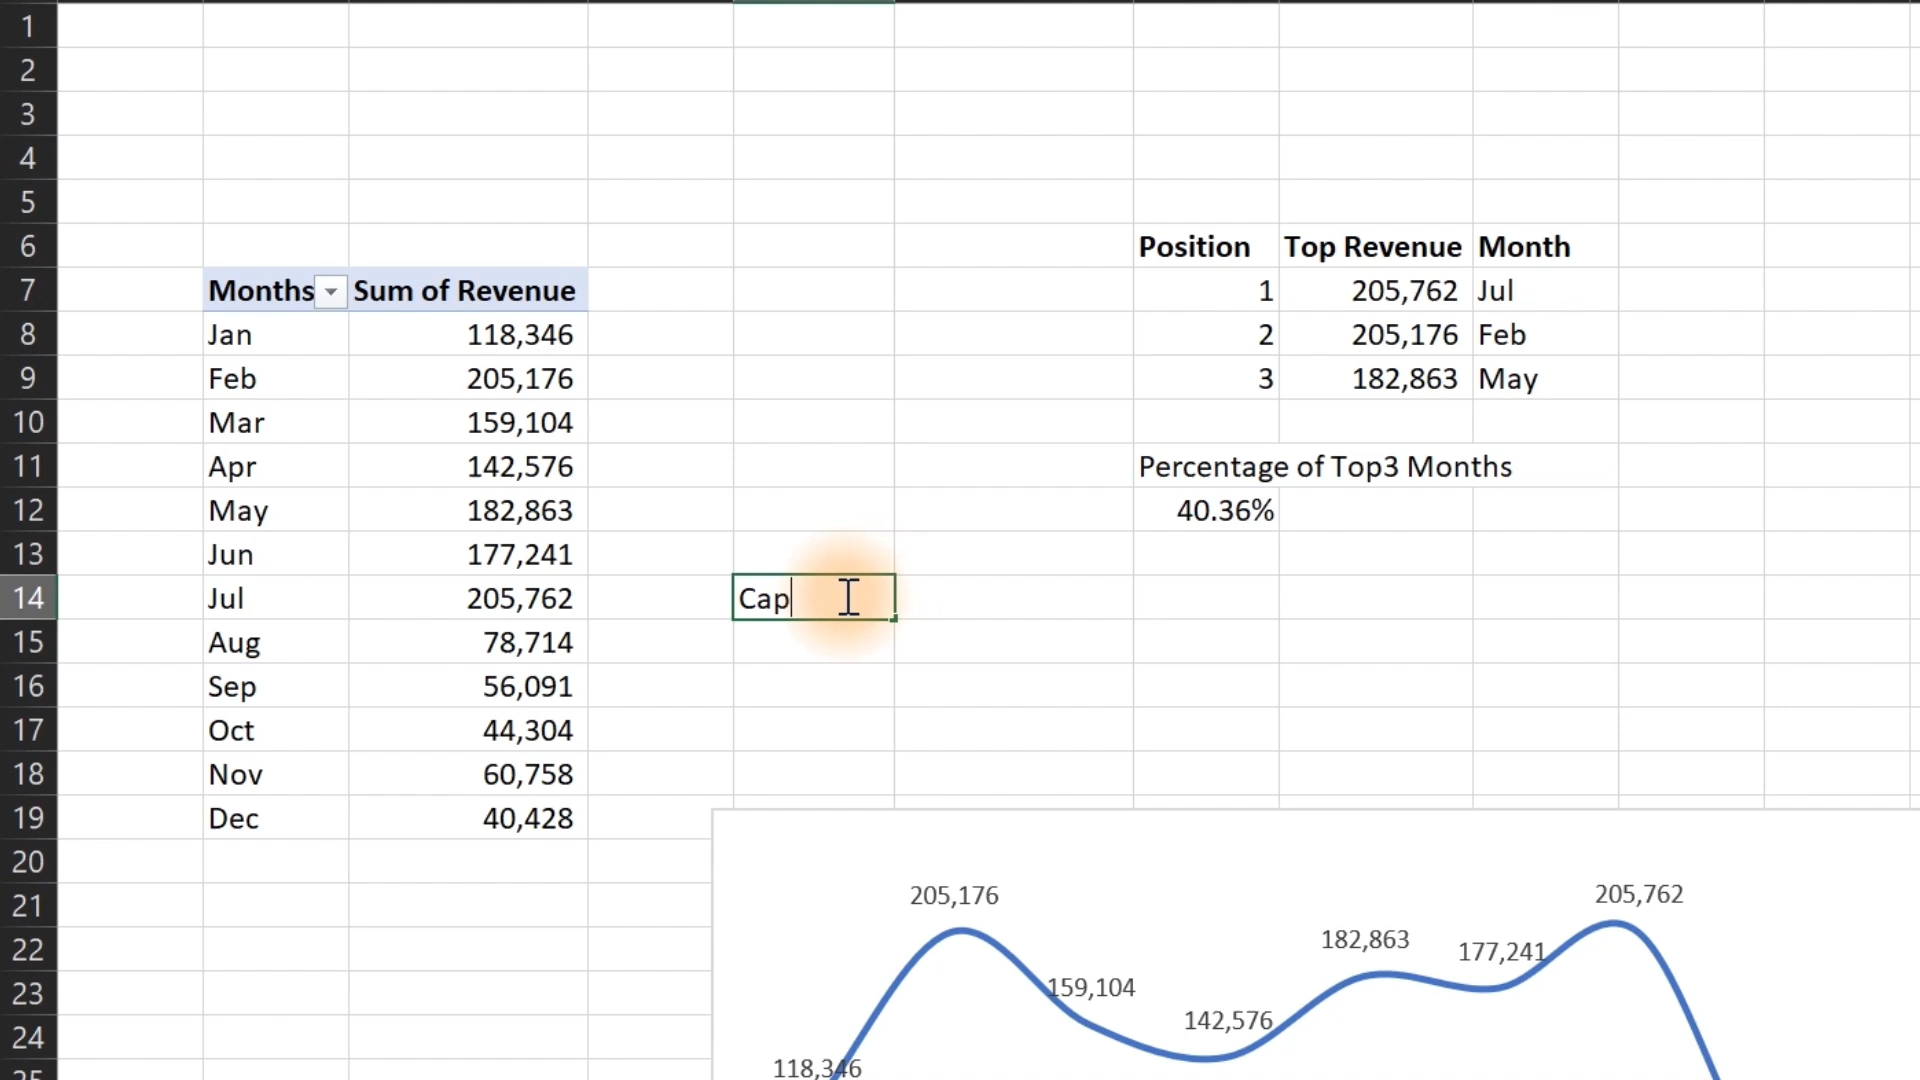 1
2
3
4
5
6 Position Top Revenue Month
7 Months Sum of Revenue 1 205,762 Jul
8 Jan 118,346 2 205,176 Feb
9 Feb 205,176 3 182,863 May
10 Mar 159,104
11 Apr 142,576 Percentage of Top3 Months
12 May 182,863 40.36%
13 Jun 177,241
14 Jul 205,762 Cap
15 Aug 78,714
16 Sep 56,091
17 Oct 44,304
18 Nov 60,758
19 Dec 40,428
20
21 205,176 205,762
22 182,863 177,241
23 159,104
24 142,576
25 118,346